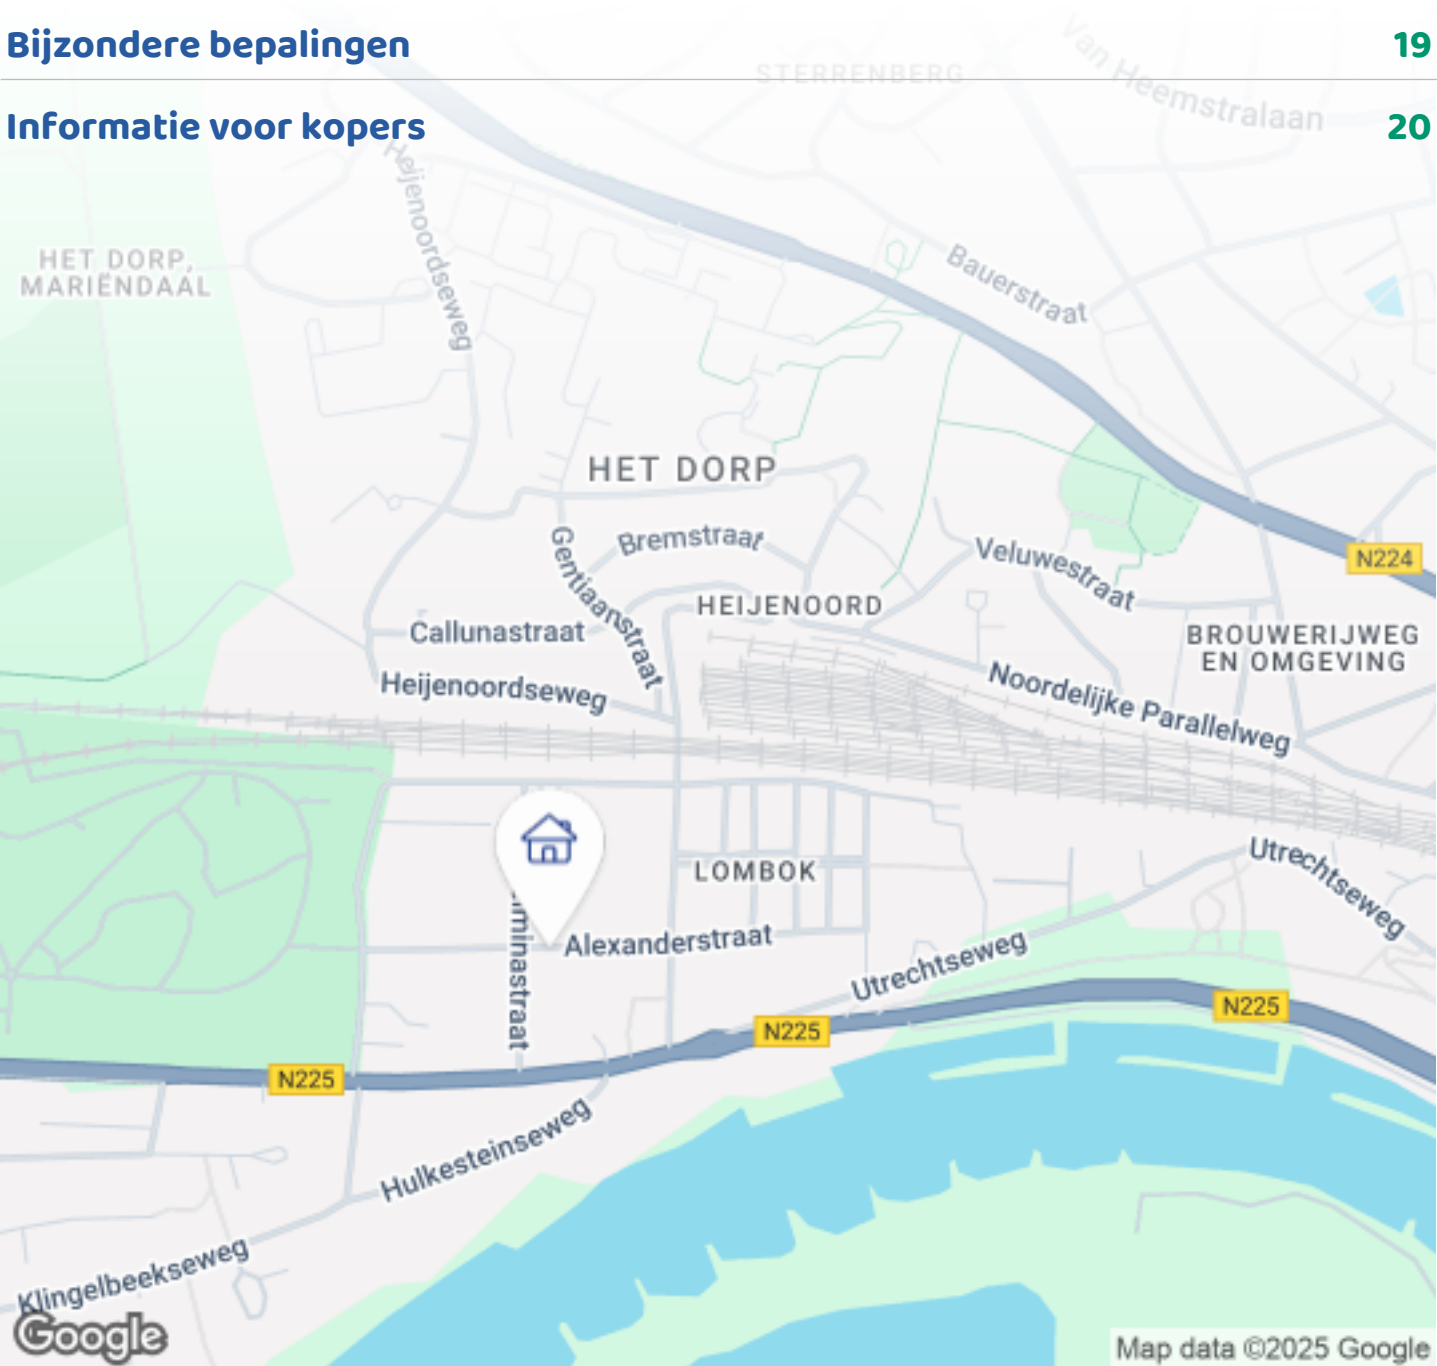 Bijzondere bepalingen 19
Informatie voor kopers 20
STERRENBERG
Van Heemstralaan
Heijenoordseweg
HET DORP,
MARIËNDAAL
Bauerstraat
HET DORP
Bremstraat
Gentiaanstraat
Veluwestraat
N224
HEIJENOORD
Callunastraat
BROUWERIJWEG
EN OMGEVING
Heijenoordseweg
Noordelijke Parallelweg
LOMBOK
Utrechtseweg
Alexanderstraat
Utrechtseweg
N225
N225
N225
Hulkesteinseweg
Klingelbeekseweg
Google
Map data ©2025 Google